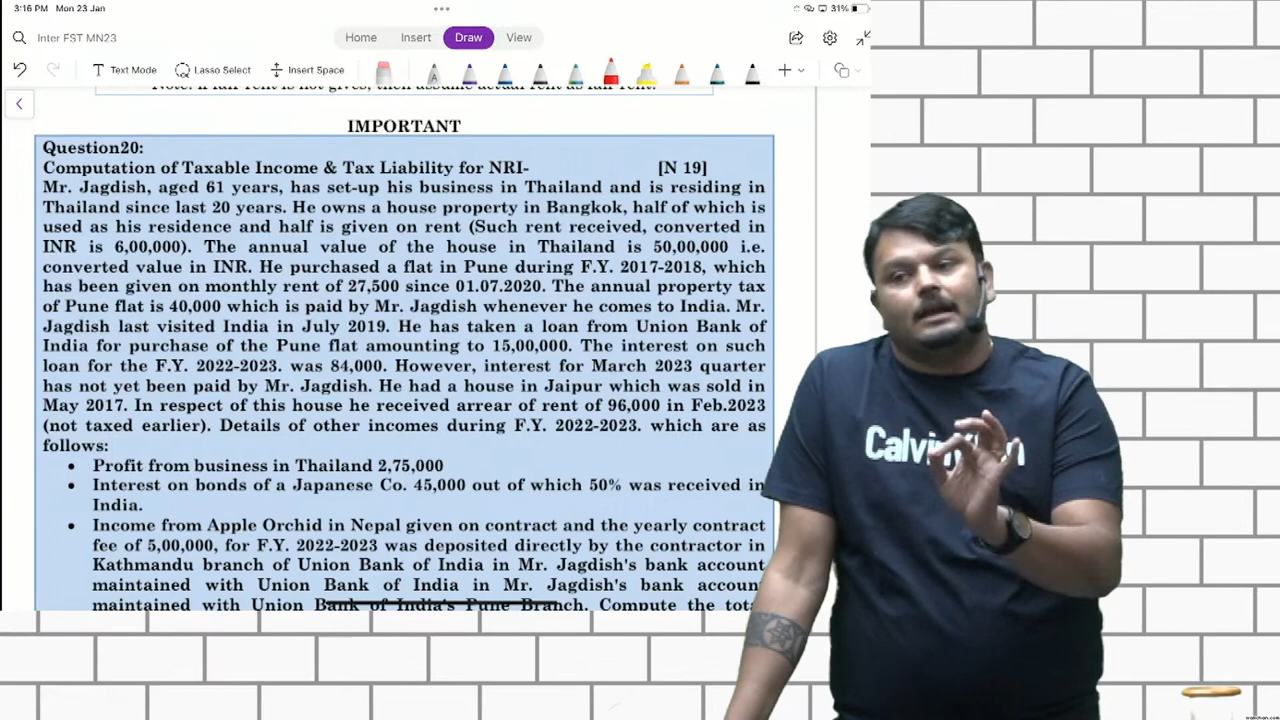 3:16 PM Mon 23 Jan
31%
Inter FST MN23
Home Insert Draw View
Text Mode Lasso Select Insert Space
Note: if fair rent is not gives, then assume actual rent as fair rent.
IMPORTANT
Question20:
Computation of Taxable Income & Tax Liability for NRI- [N 19]
Mr. Jagdish, aged 61 years, has set-up his business in Thailand and is residing in
Thailand since last 20 years. He owns a house property in Bangkok, half of which is
used as his residence and half is given on rent (Such rent received, converted in
INR is 6,00,000). The annual value of the house in Thailand is 50,00,000 i.e.
converted value in INR. He purchased a flat in Pune during F.Y. 2017-2018, which
has been given on monthly rent of 27,500 since 01.07.2020. The annual property tax
of Pune flat is 40,000 which is paid by Mr. Jagdish whenever he comes to India. Mr.
Jagdish last visited India in July 2019. He has taken a loan from Union Bank of
India for purchase of the Pune flat amounting to 15,00,000. The interest on such
loan for the F.Y. 2022-2023. was 84,000. However, interest for March 2023 quarter
has not yet been paid by Mr. Jagdish. He had a house in Jaipur which was sold in
May 2017. In respect of this house he received arrear of rent of 96,000 in Feb.2023
(not taxed earlier). Details of other incomes during F.Y. 2022-2023. which are as
follows:
• Profit from business in Thailand 2,75,000
• Interest on bonds of a Japanese Co. 45,000 out of which 50% was received in
India.
• Income from Apple Orchid in Nepal given on contract and the yearly contract
fee of 5,00,000, for F.Y. 2022-2023 was deposited directly by the contractor in
Kathmandu branch of Union Bank of India in Mr. Jagdish's bank account
maintained with Union Bank of India in Mr. Jagdish's bank accoun
maintained with Union Bank of India's Pune Branch. Compute the tota
Calvin